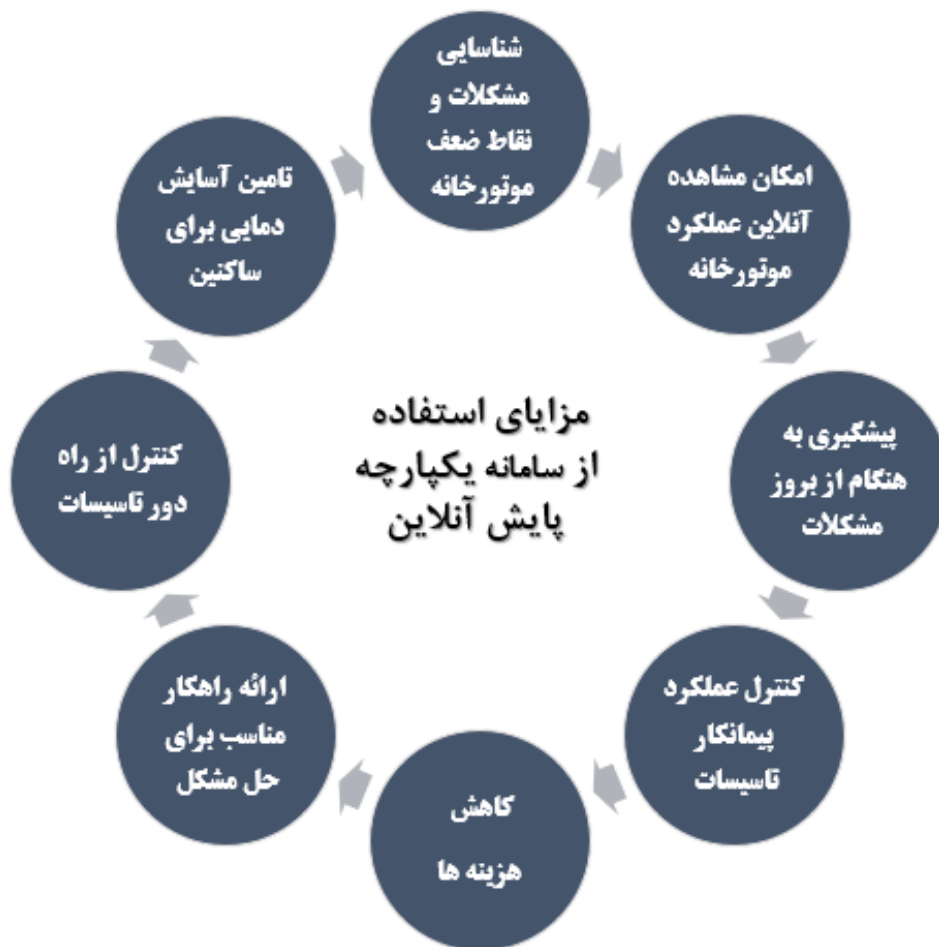 شناسایی
مشکلات و
نقاط ضعف
موتورخانه
امکان مشاهده
آنلاین عملکرد
موتورخانه
پیشگیری به
هنگام از بروز
مشکلات
کنترل عملکرد
پیمانکار
تاسیسات
کاهش
هزینه ها
ارائه راهکار
مناسب برای
حل مشکل
کنترل از راه
دور تاسیسات
تامین آسایش
دمایی برای
ساکنین
مزایای استفاده
از سامانه یکپارچه
پایش آنلاین